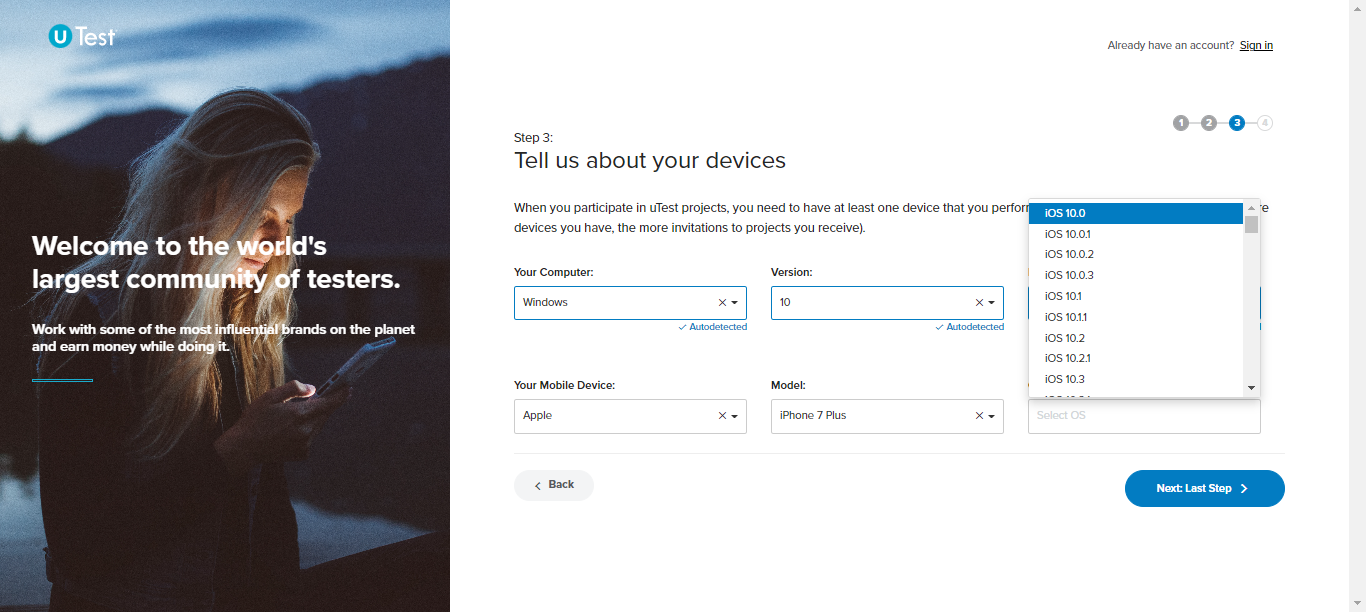 uTest
Already have an account? Sign in
1 2 3 4
Step 3:
Tell us about your devices
When you participate in uTest projects, you need to have at least one device that you perfor
devices you have, the more invitations to projects you receive).
Welcome to the world's
largest community of testers.
Work with some of the most influential brands on the planet
and earn money while doing it.
Your Computer:
Windows
Autodetected
Version:
10
Autodetected
iOS 10.0
iOS 10.0.1
iOS 10.0.2
iOS 10.0.3
iOS 10.1
iOS 10.1.1
iOS 10.2
iOS 10.2.1
iOS 10.3
Your Mobile Device:
Apple
Model:
iPhone 7 Plus
Select OS
Back
Next: Last Step